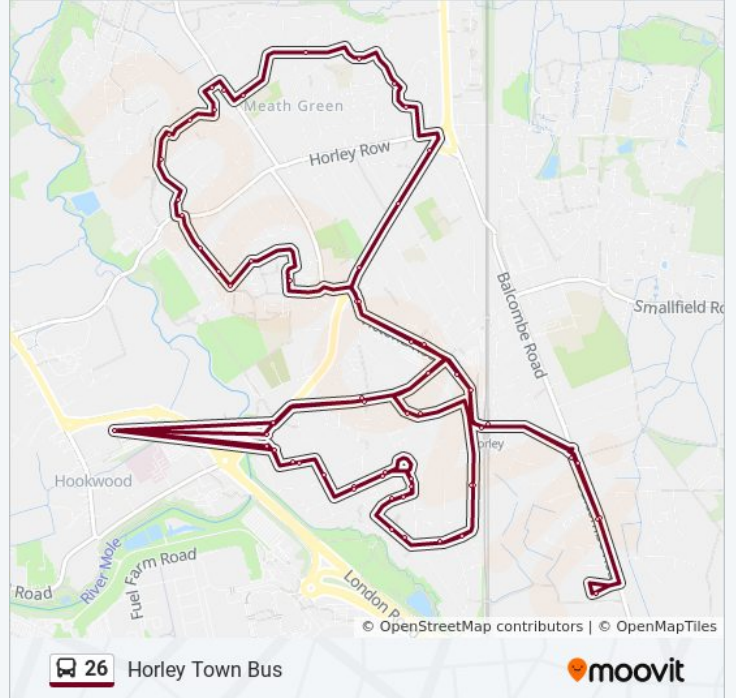 Meath Green
Horley Row
Balcombe Road
Smallfield Ro
orley
Hookwood
River Mole
Fuel Farm Road
Road
London R
© OpenStreetMap contributors | © OpenMapTiles
26 Horley Town Bus
moovit